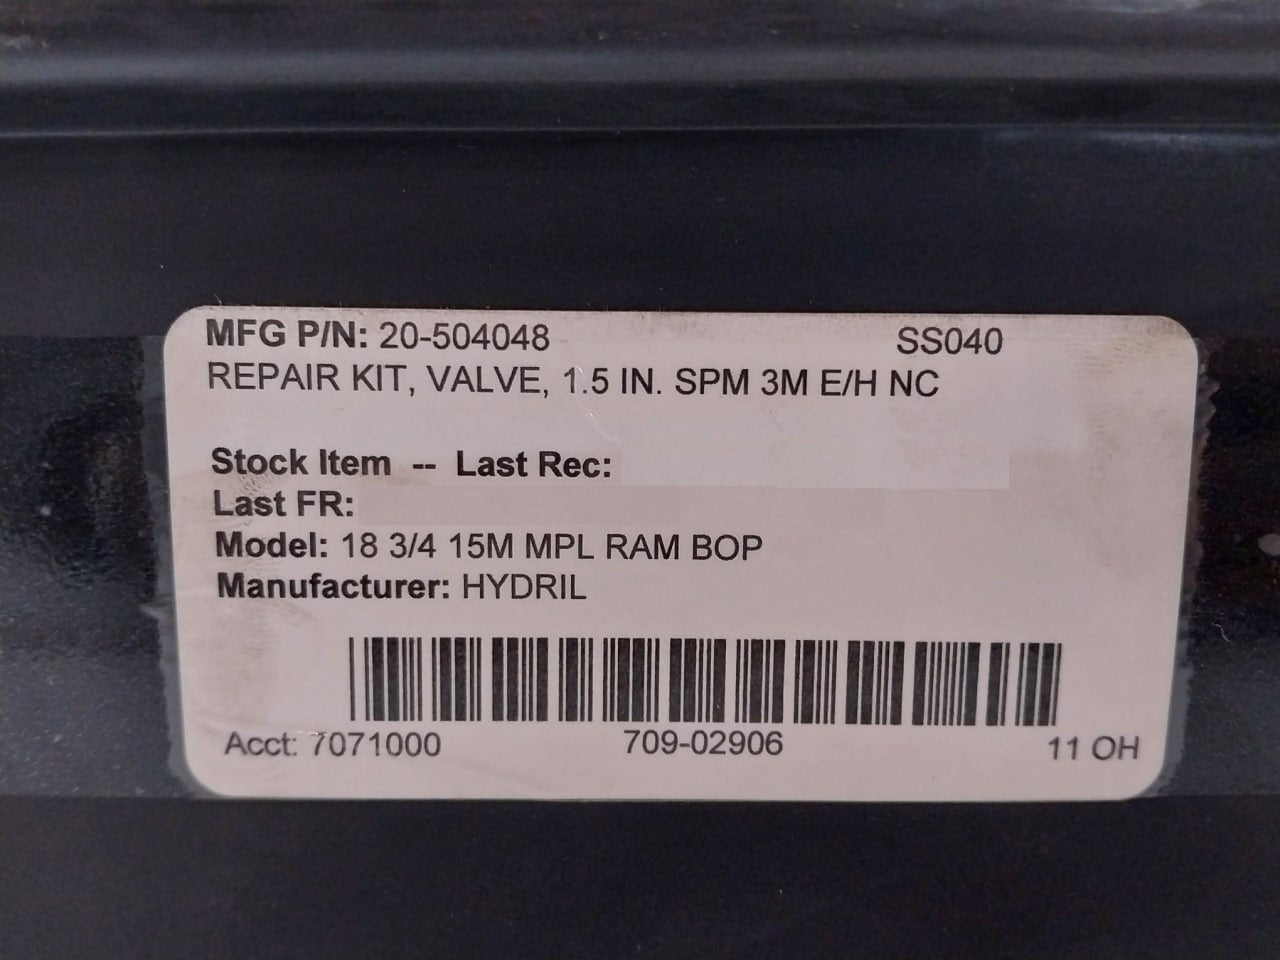 MFG P/N: 20-504048 SS040
REPAIR KIT, VALVE, 1.5 IN. SPM 3M E/H NC
Stock Item -- Last Rec:
Last FR:
Model: 18 3/4 15M MPL RAM BOP
Manufacturer: HYDRIL
Acct: 7071000 709-02906 11 OH